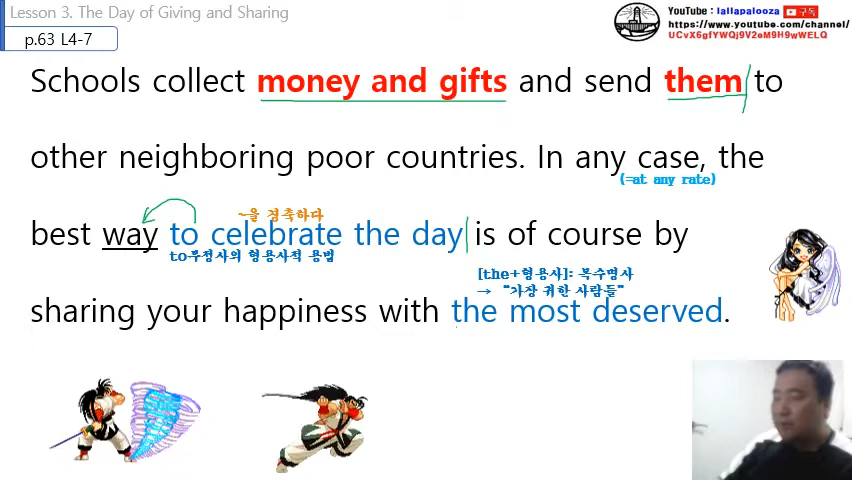 Lesson 3. The Day of Giving and Sharing
p.63 L4-7
YouTube : lallapalooza 구독
https://www.youtube.com/channel/
UCvX6gfYWQj9V2eM9H9wWELQ
Schools collect money and gifts and send them to
other neighboring poor countries. In any case, the
(=at any rate)
~을 경축하다
best way to celebrate the day is of course by
to부정사의 형용사적 용법
[the+형용사]: 복수명사
→ “가장 귀한 사람들”
sharing your happiness with the most deserved.